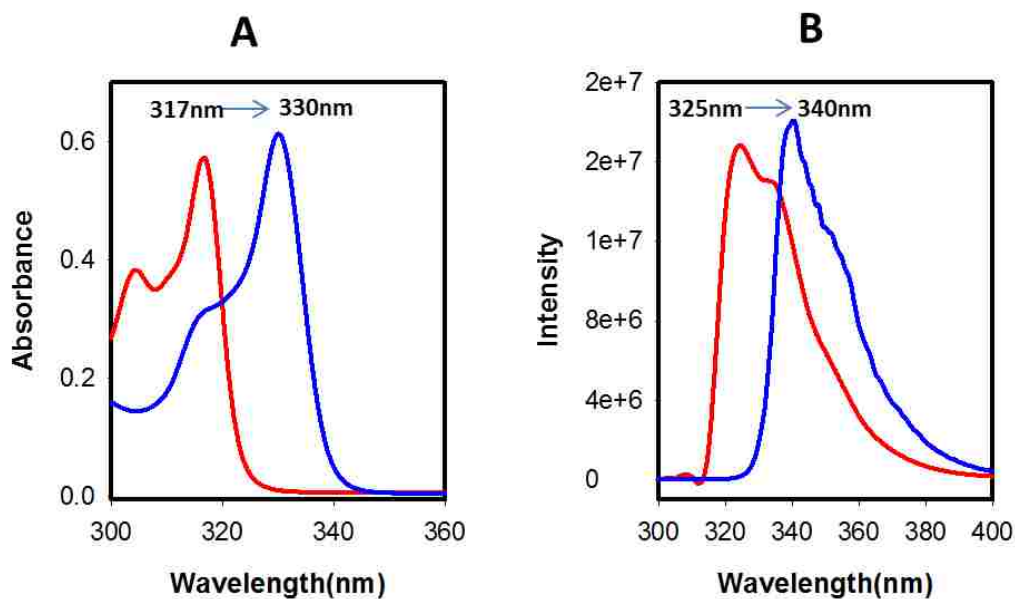 A
317nm 330nm
0.6
0.4
0.2
0.0
Absorbance
300 320 340 360
Wavelength(nm)
B
325nm 340nm
2e+7
2e+7
1e+7
8e+6
4e+6
0
Intensity
300 320 340 360 380 400
Wavelength(nm)